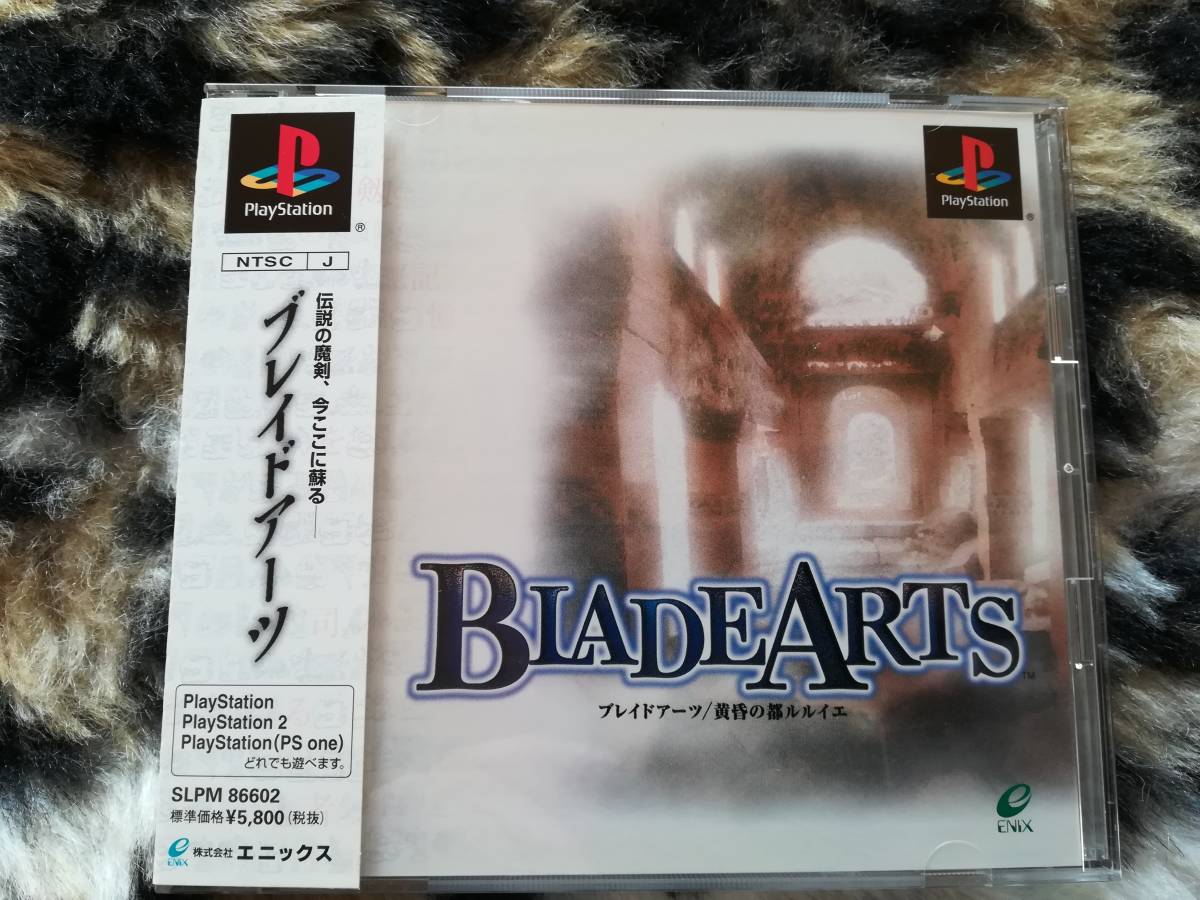 PlayStation
®
NTSC J
伝説の魔剣、今ここに蘇る――
ブレイドアーツ
PlayStation
PlayStation 2
PlayStation(PS one)
どれでも遊べます。
SLPM 86602
標準価格¥5,800(税抜)
ENIX 株式会社 エニックス
PlayStation
®
BLADEARTS
TM
ブレイドアーツ/黄昏の都ルルイエ
ENIX